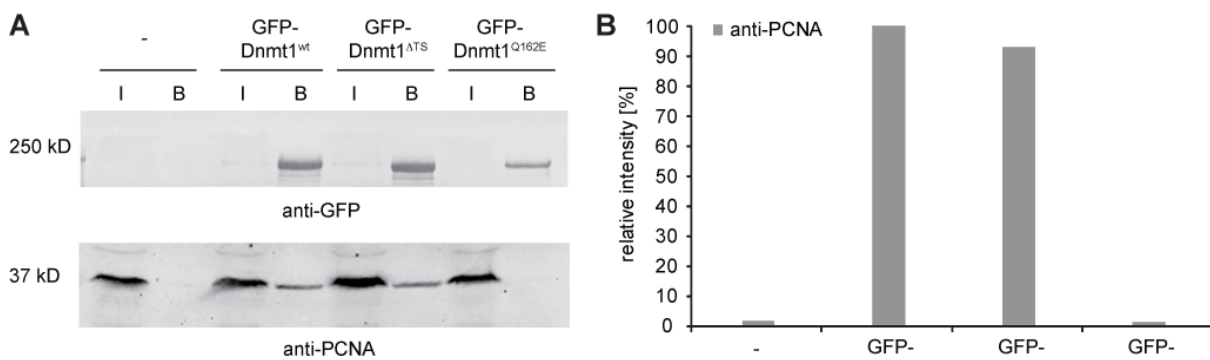 A
-
GFP-
Dnmt1wt
GFP-
Dnmt1ΔTS
GFP-
Dnmt1Q162E
I B I B I B I B
250 kD
anti-GFP
37 kD
anti-PCNA
B
anti-PCNA
relative intensity [%]
100
90
80
70
60
50
40
30
20
10
0
- GFP- GFP- GFP-